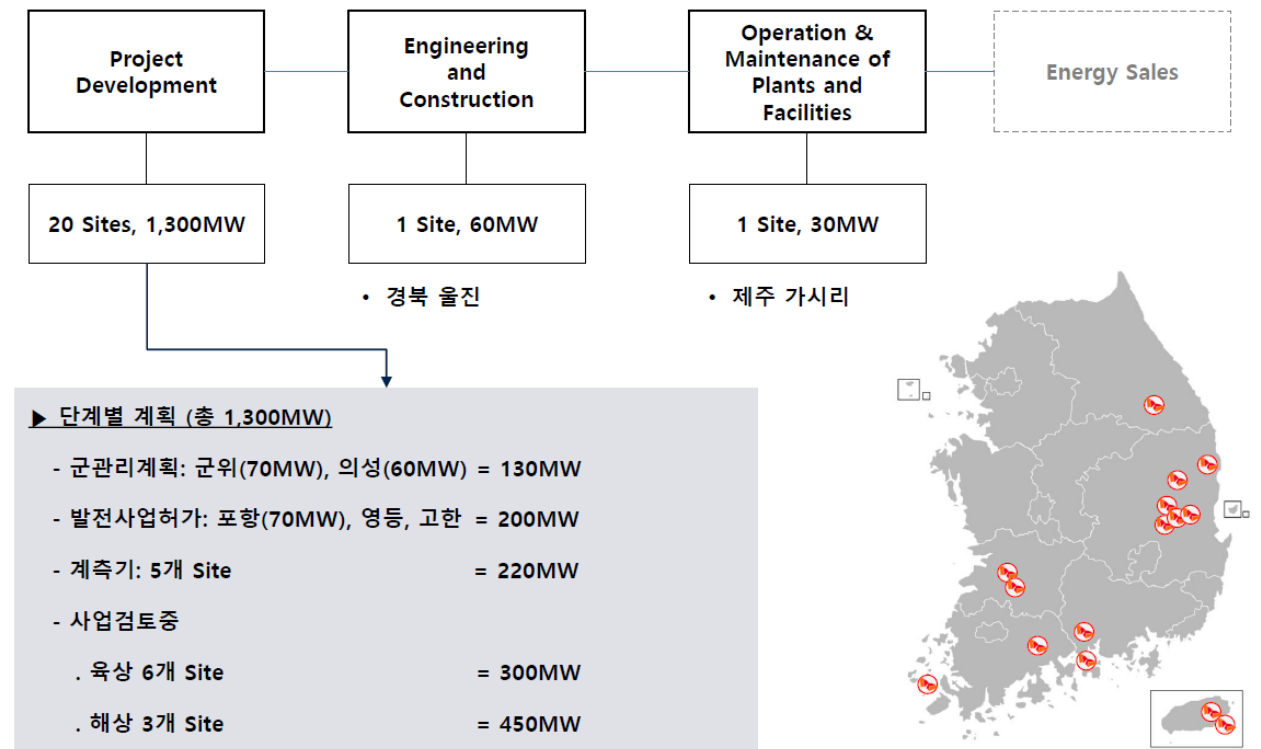 Project
Development
Engineering
and
Construction
Operation &
Maintenance of
Plants and
Facilities
Energy Sales
20 Sites, 1,300MW
1 Site, 60MW
1 Site, 30MW
• 경북 울진
• 제주 가시리
▶ 단계별 계획 (총 1,300MW)
- 군관리계획: 군위(70MW), 의성(60MW) = 130MW
- 발전사업허가: 포항(70MW), 영등, 고한 = 200MW
- 계측기: 5개 Site = 220MW
- 사업검토중
. 육상 6개 Site = 300MW
. 해상 3개 Site = 450MW